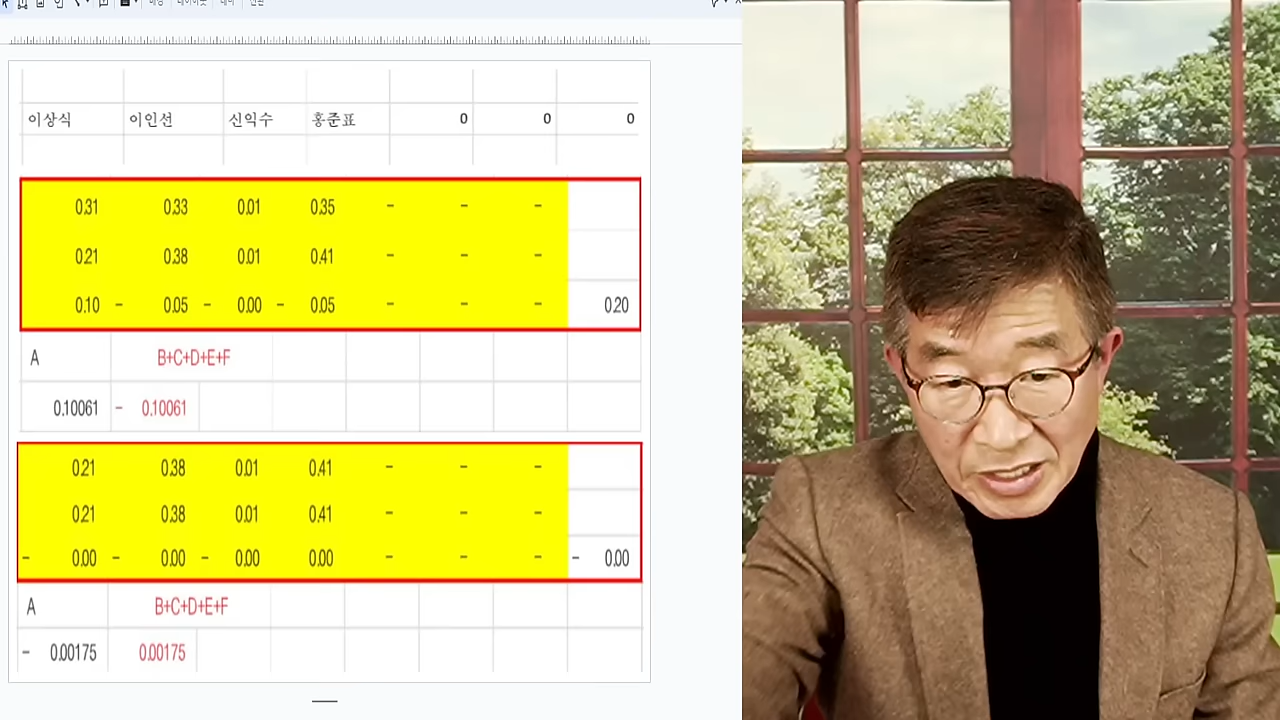 이상식 이인선 신익수 홍준표 0 0 0
0.31 0.33 0.01 0.35 - - -
0.21 0.38 0.01 0.41 - - -
0.10 - 0.05 - 0.00 - 0.05 - - - 0.20
A B+C+D+E+F
0.10061 - 0.10061
0.21 0.38 0.01 0.41 - - -
0.21 0.38 0.01 0.41 - - -
- 0.00 - 0.00 - 0.00 0.00 - - - - 0.00
A B+C+D+E+F
- 0.00175 0.00175